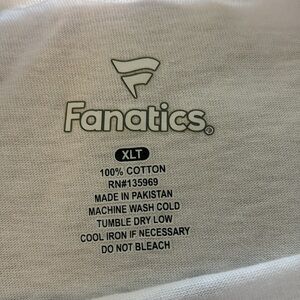 Fanatics®
XLT
100% COTTON
RN#135969
MADE IN PAKISTAN
MACHINE WASH COLD
TUMBLE DRY LOW
COOL IRON IF NECESSARY
DO NOT BLEACH